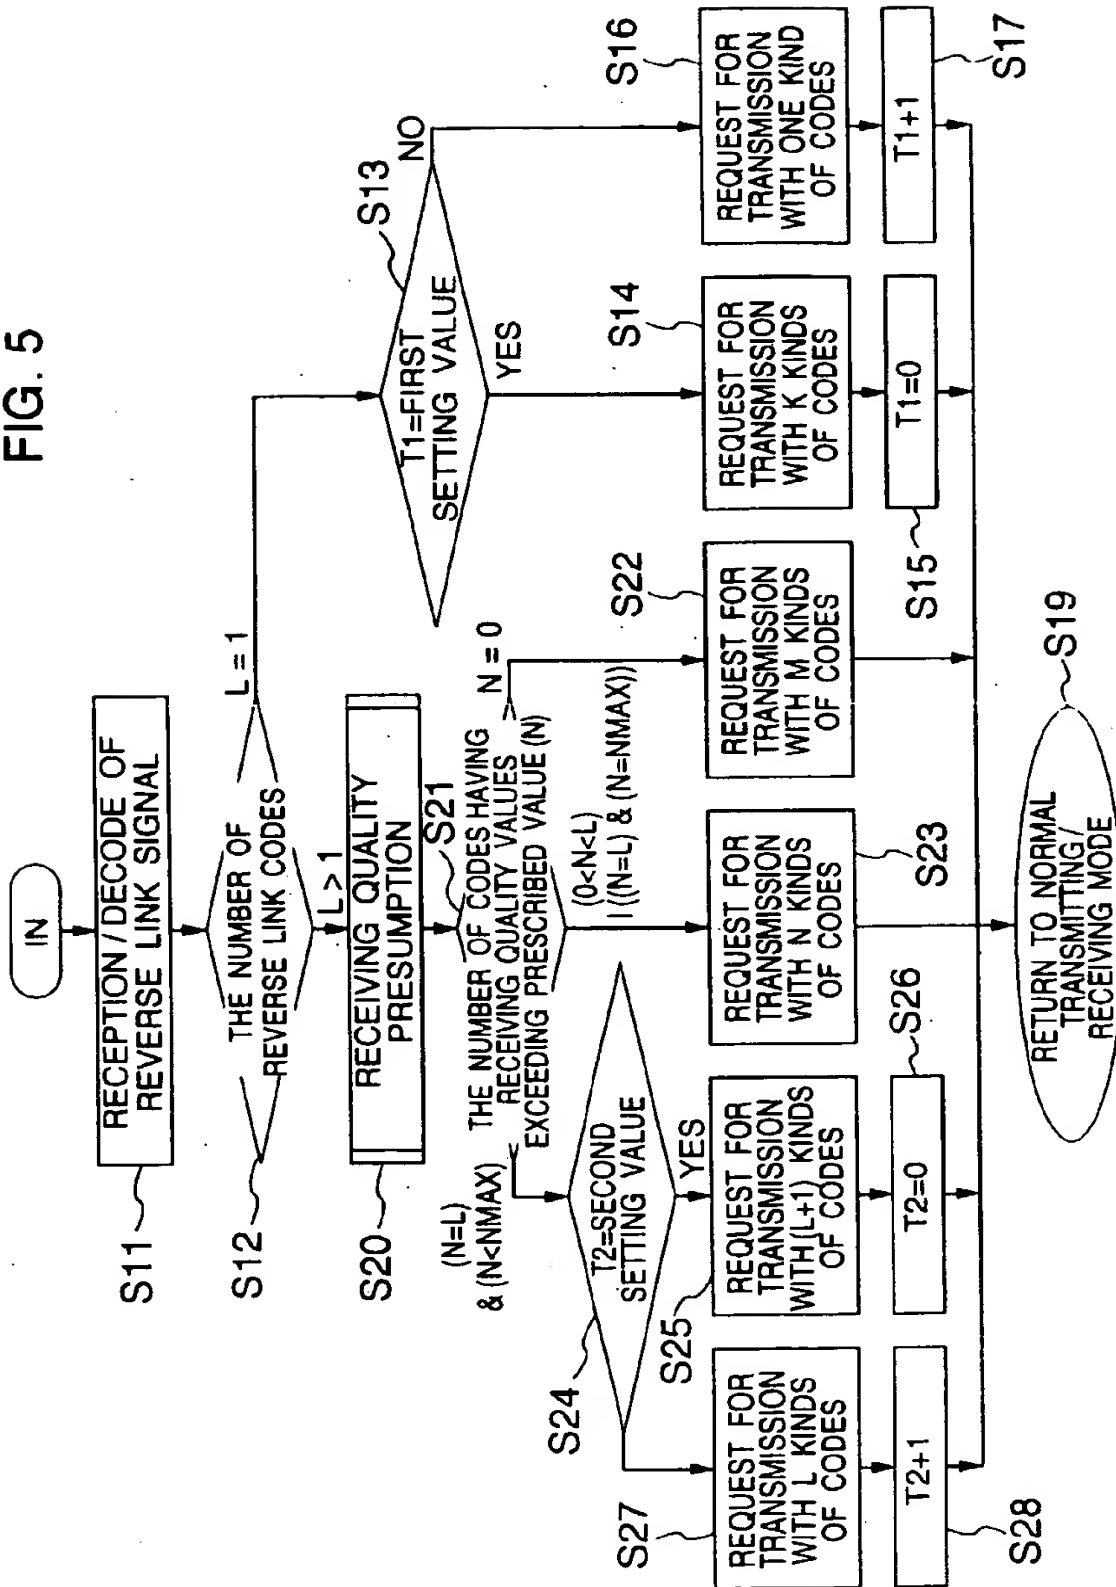 FIG. 5
IN
RECEPTION/DECODE OF
REVERSE LINK SIGNAL
S11
THE NUMBER OF
REVERSE LINK CODES
S12
L=1
L>1
RECEIVING QUALITY
PRESUMPTION
S20
S21
THE NUMBER OF CODES HAVING
RECEIVING QUALITY VALUES
EXCEEDING PRESCRIBED VALUE (N)
N=0
(N=L)
& (N<NMAX)
(0<N<L)
| ((N=L) & (N=NMAX))
T1=FIRST
SETTING VALUE
S13
NO
YES
T2=SECOND
SETTING VALUE
S24
YES
REQUEST FOR
TRANSMISSION
WITH L KINDS
OF CODES
S27
REQUEST FOR
TRANSMISSION
WITH (L+1) KINDS
OF CODES
S25
REQUEST FOR
TRANSMISSION
WITH N KINDS
OF CODES
S23
REQUEST FOR
TRANSMISSION
WITH M KINDS
OF CODES
S22
REQUEST FOR
TRANSMISSION
WITH K KINDS
OF CODES
S14
REQUEST FOR
TRANSMISSION
WITH ONE KIND
OF CODES
S16
T2+1
S28
T2=0
S26
T1=0
S15
T1+1
S17
RETURN TO NORMAL
TRANSMITTING/
RECEIVING MODE
S19